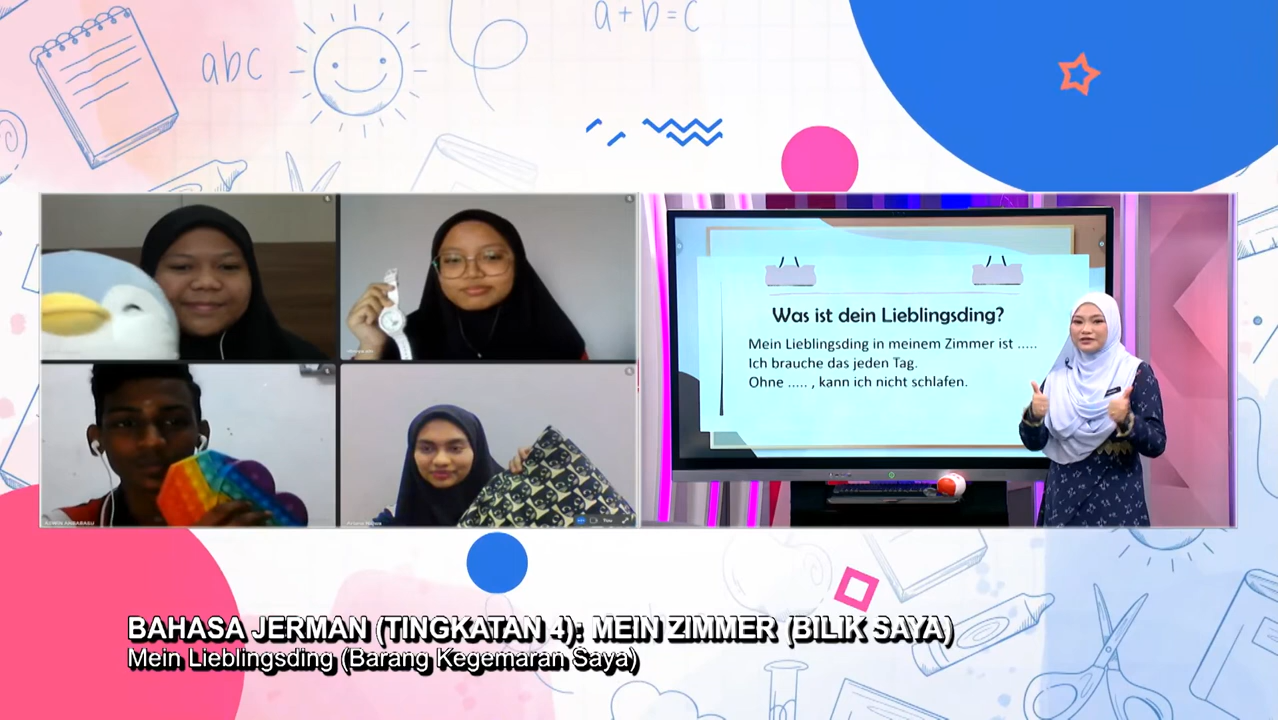 abc
a+b=c
Was ist dein Lieblingsding?
Mein Lieblingsding in meinem Zimmer ist .....
Ich brauche das jeden Tag.
Ohne ..... , kann ich nicht schlafen.
BAHASA JERMAN (TINGKATAN 4): MEIN ZIMMER (BILIK SAYA)
Mein Lieblingsding (Barang Kegemaran Saya)